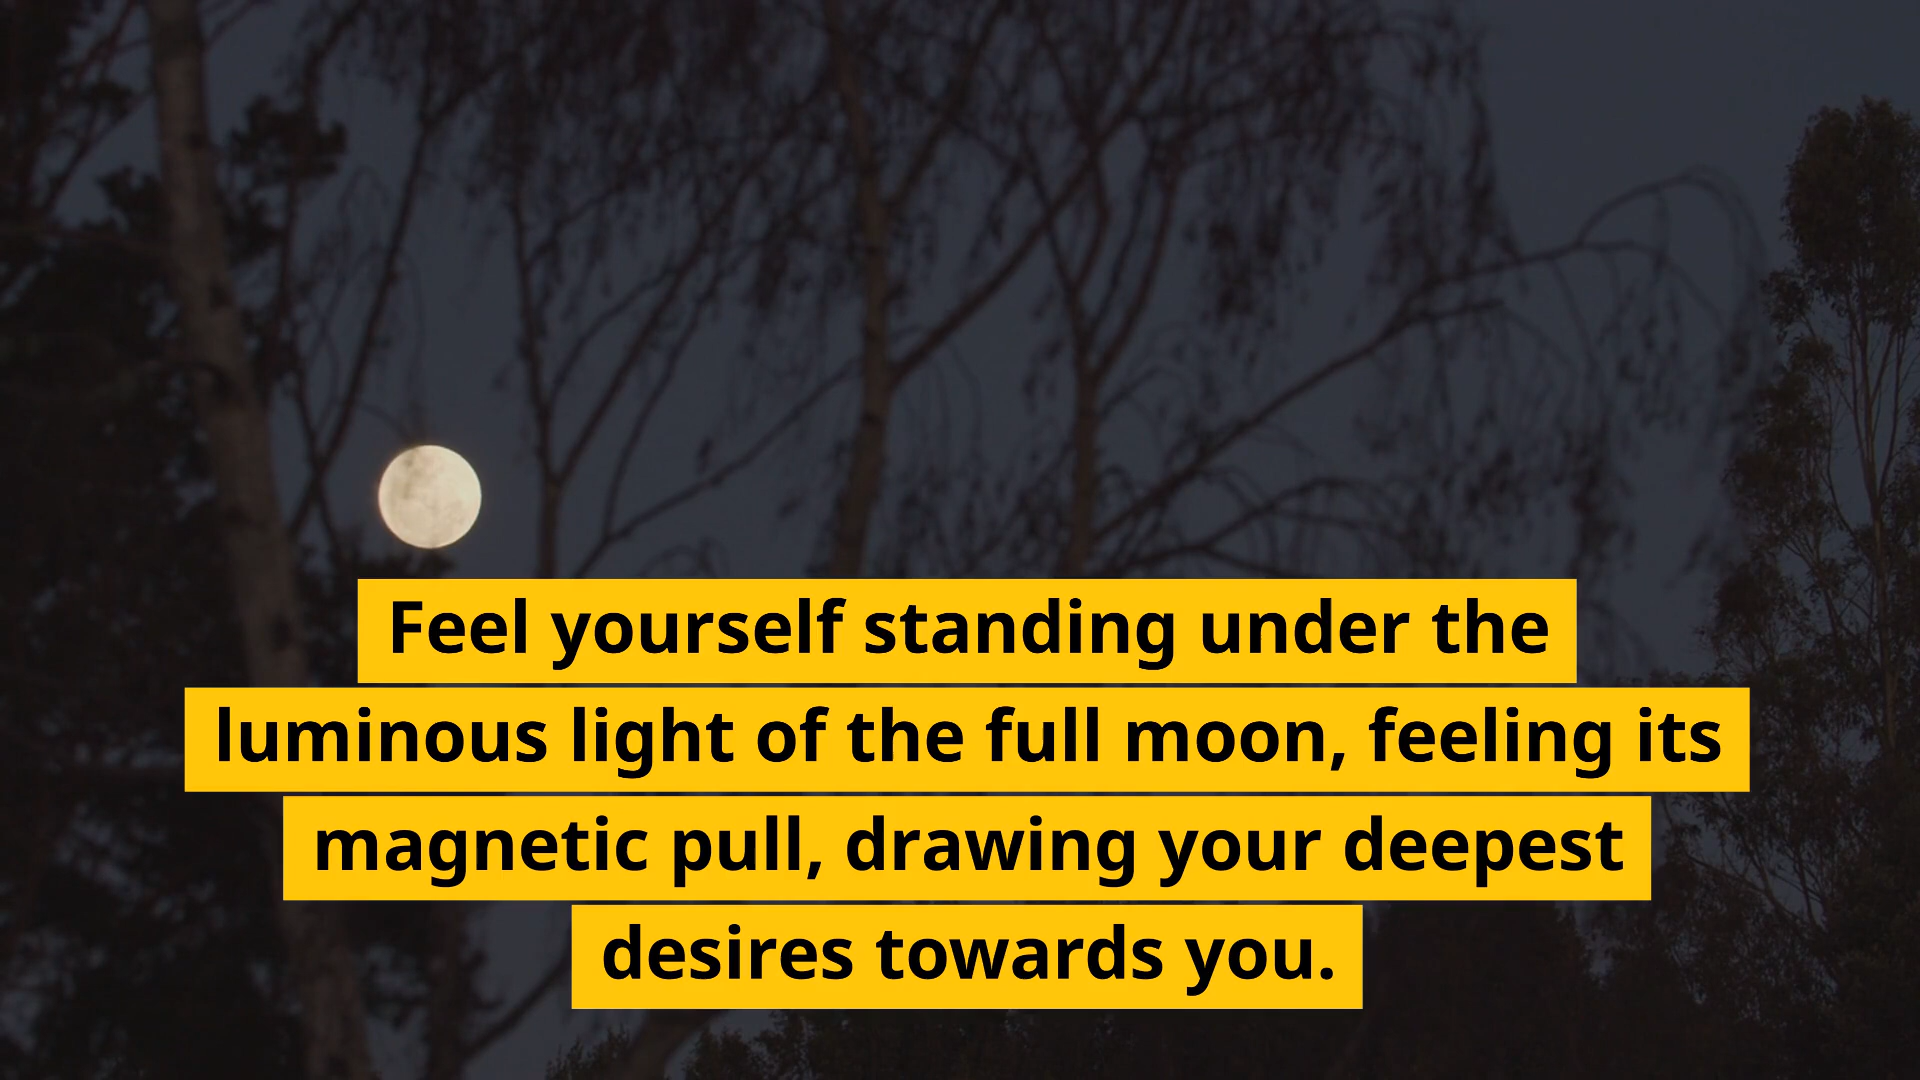 Feel yourself standing under the
luminous light of the full moon, feeling its
magnetic pull, drawing your deepest
desires towards you.